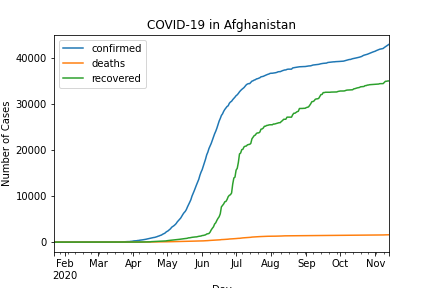 COVID-19 in Afghanistan
confirmed
deaths
recovered
Number of Cases
40000
30000
20000
10000
0
Feb Mar Apr May Jun Jul Aug Sep Oct Nov
2020